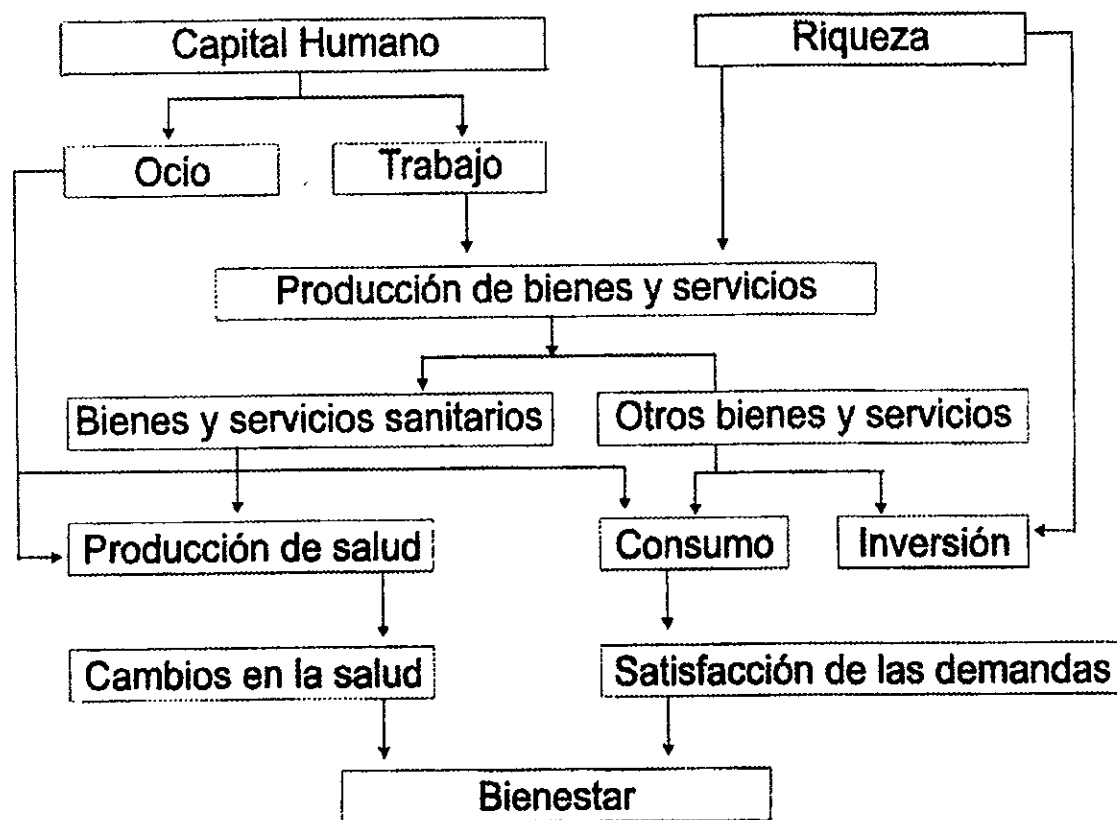 Capital Humano
Riqueza
Ocío
Trabajo
Producción de bienes y servicios
Bienes y servicios sanitarios
Otros bienes y servicios
Producción de salud
Consumo
Inversión
Cambios en la salud
Satisfacción de las demandas
Bienestar